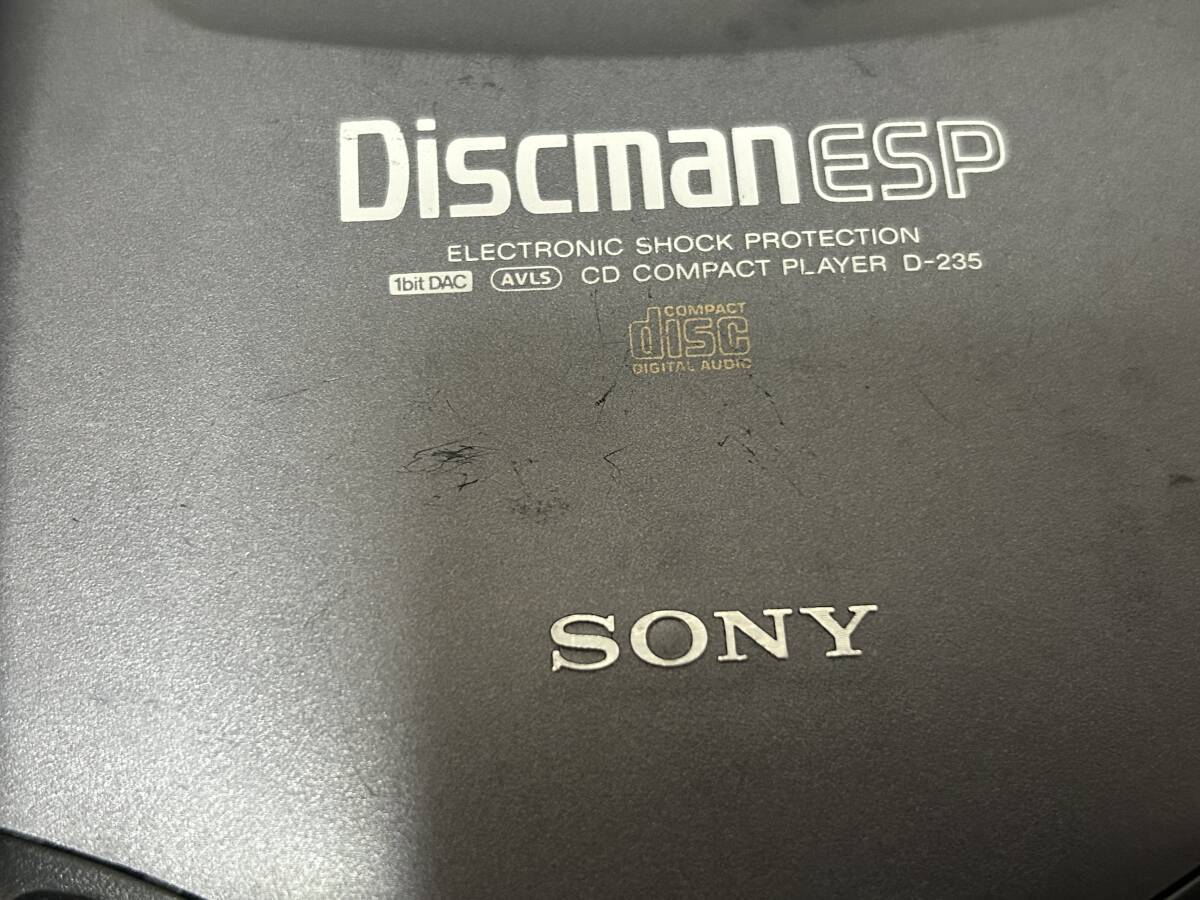 Discman ESP
ELECTRONIC SHOCK PROTECTION
1bit DAC AVLS CD COMPACT PLAYER D-235
COMPACT
disc
DIGITAL AUDIO
SONY